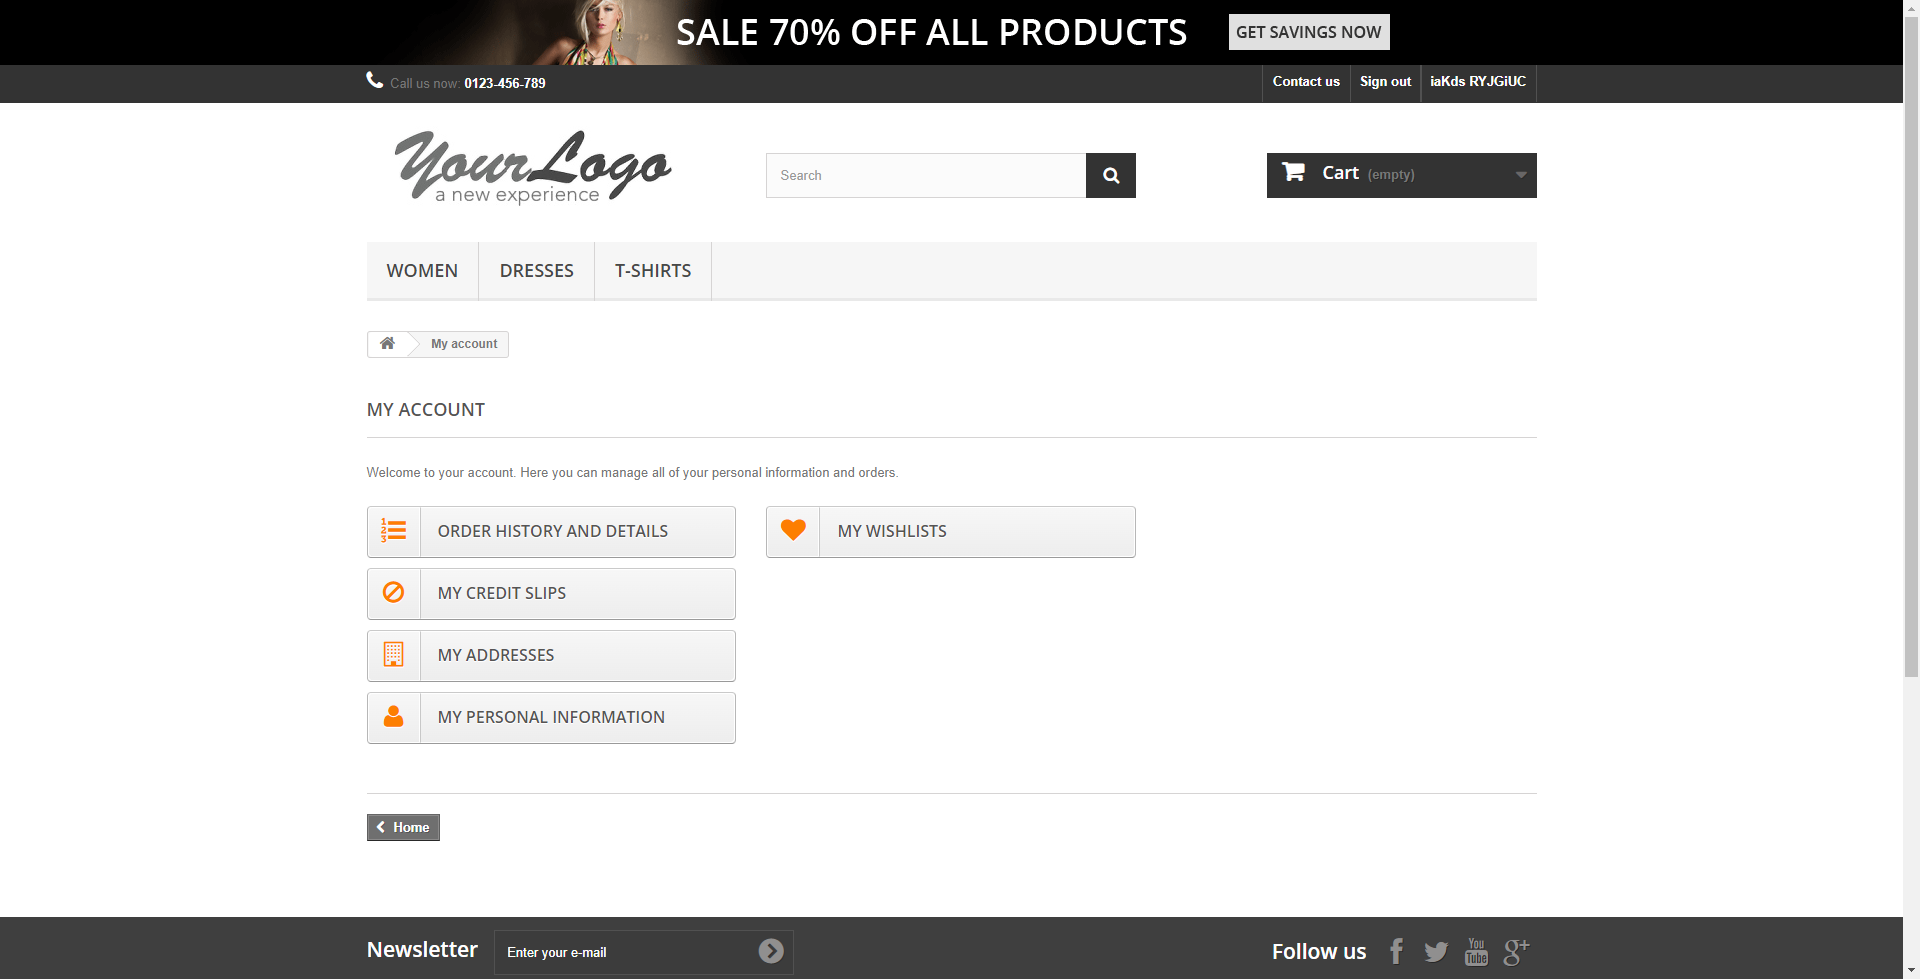 SALE 70% OFF ALL PRODUCTS
GET SAVINGS NOW
Call us now: 0123-456-789
Contact us
Sign out
iaKds RYJGiUC
YourLogo
a new experience
Search
Cart (empty)
WOMEN
DRESSES
T-SHIRTS
My account
MY ACCOUNT
Welcome to your account. Here you can manage all of your personal information and orders.
1
2
3
ORDER HISTORY AND DETAILS
MY WISHLISTS
MY CREDIT SLIPS
MY ADDRESSES
MY PERSONAL INFORMATION
Home
Newsletter
Enter your e-mail
Follow us
You
Tube
g+